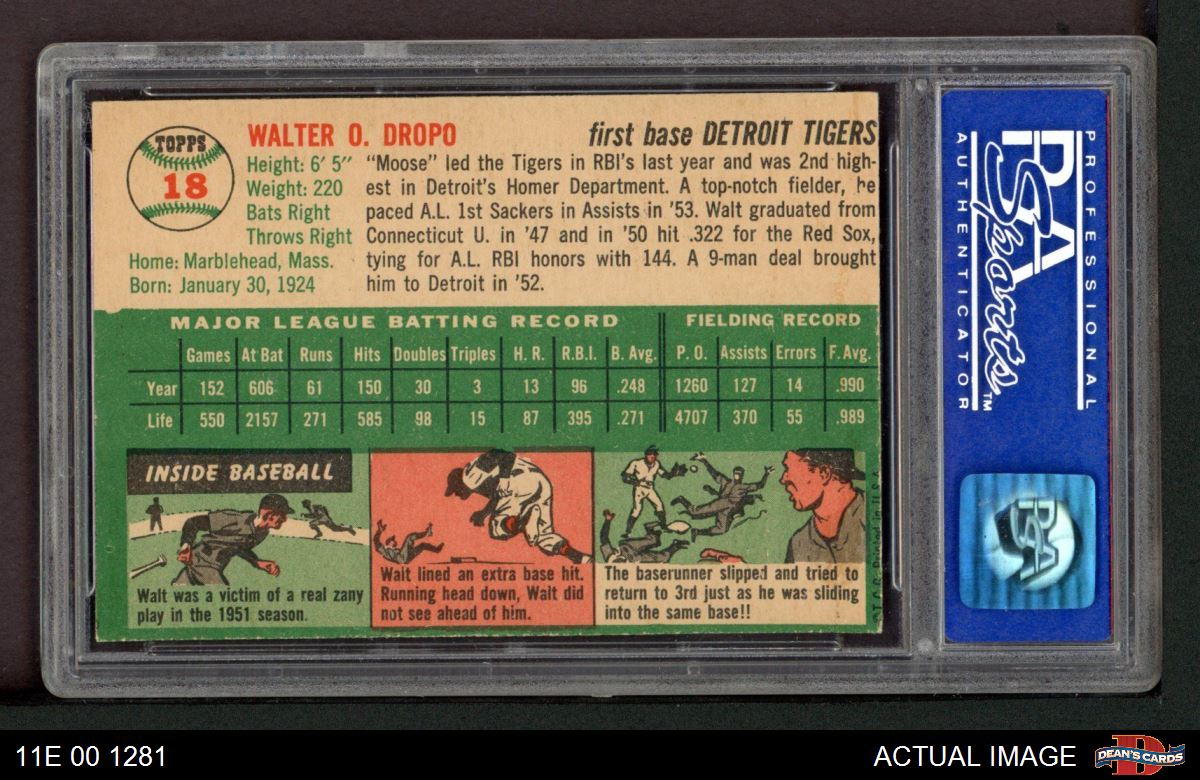 TOPPS
18
WALTER O. DROPO
first base DETROIT TIGERS
Height: 6′ 5″
Weight: 220
Bats Right
Throws Right
Home: Marblehead, Mass.
Born: January 30, 1924
“Moose” led the Tigers in RBI's last year and was 2nd high-
est in Detroit's Homer Department. A top-notch fielder, he
paced A.L. 1st Sackers in Assists in '53. Walt graduated from
Connecticut U. in '47 and in '50 hit .322 for the Red Sox,
tying for A.L. RBI honors with 144. A 9-man deal brought
him to Detroit in '52.
MAJOR LEAGUE BATTING RECORD FIELDING RECORD
Games At Bat Runs Hits Doubles Triples H. R. R.B.I. B. Avg. P. O. Assists Errors F. Avg.
Year 152 606 61 150 30 3 13 96 .248 1260 127 14 .990
Life 550 2157 271 585 98 15 87 395 .271 4707 370 55 .989
INSIDE BASEBALL
Walt was a victim of a real zany
play in the 1951 season.
Walt lined an extra base hit.
Running head down, Walt did
not see ahead of him.
The baserunner slipped and tried to
return to 3rd just as he was sliding
into the same base!!
©T.C.G. Printed in U.S.A.
PROFESSIONAL
PSA
Sports™
AUTHENTICATOR
PSA
11E 00 1281
ACTUAL IMAGE
DEAN'S CARDS